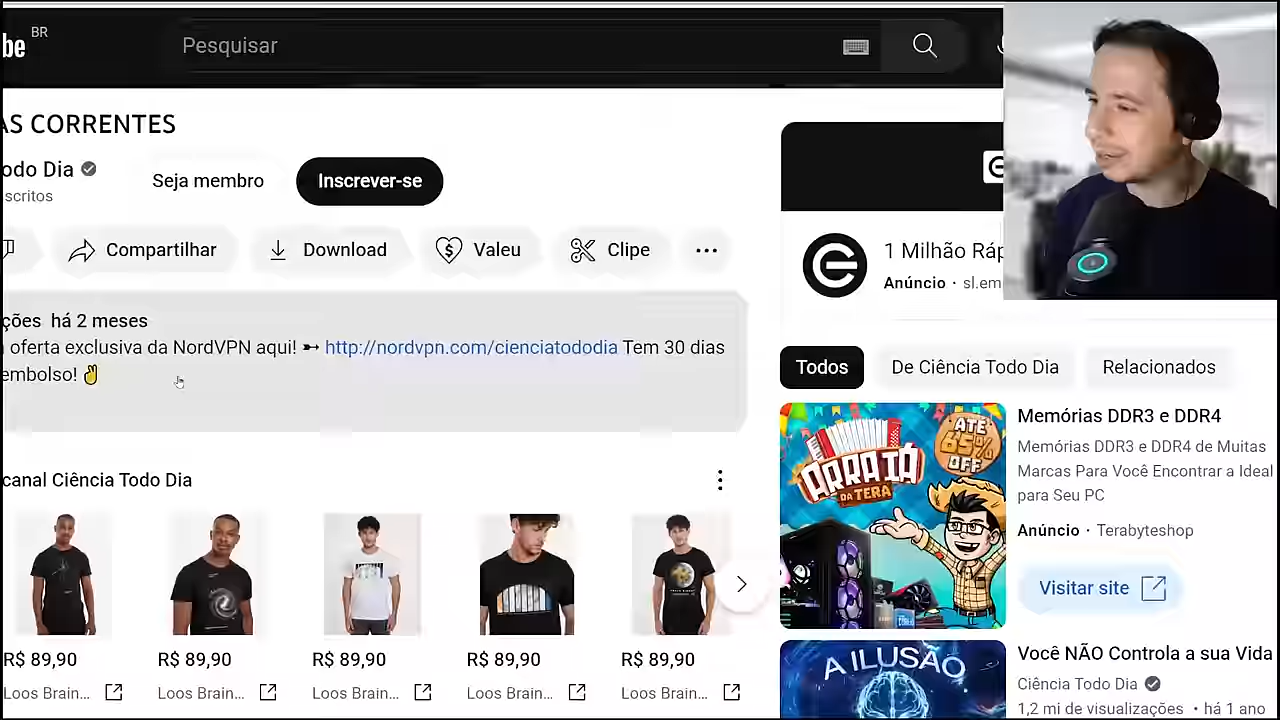 be BR
Pesquisar
AS CORRENTES
odo Dia
scritos
Seja membro
Inscrever-se
Compartilhar
Download
Valeu
Clipe
ções há 2 meses
oferta exclusiva da NordVPN aqui! ➼ http://nordvpn.com/cienciatododia Tem 30 dias
embolso! ✌
canal Ciência Todo Dia
R$ 89,90
R$ 89,90
R$ 89,90
R$ 89,90
R$ 89,90
Loos Brain...
Loos Brain...
Loos Brain...
Loos Brain...
Loos Brain...
1 Milhão Ráp
Anúncio · sl.em
Todos
De Ciência Todo Dia
Relacionados
ATÉ
65%
OFF
ARRAIÁ
DA TERA
Memórias DDR3 e DDR4
Memórias DDR3 e DDR4 de Muitas
Marcas Para Você Encontrar a Ideal
para Seu PC
Anúncio · Terabyteshop
Visitar site
A ILUSÃO
Você NÃO Controla a sua Vida
Ciência Todo Dia
1,2 mi de visualizações • há 1 ano